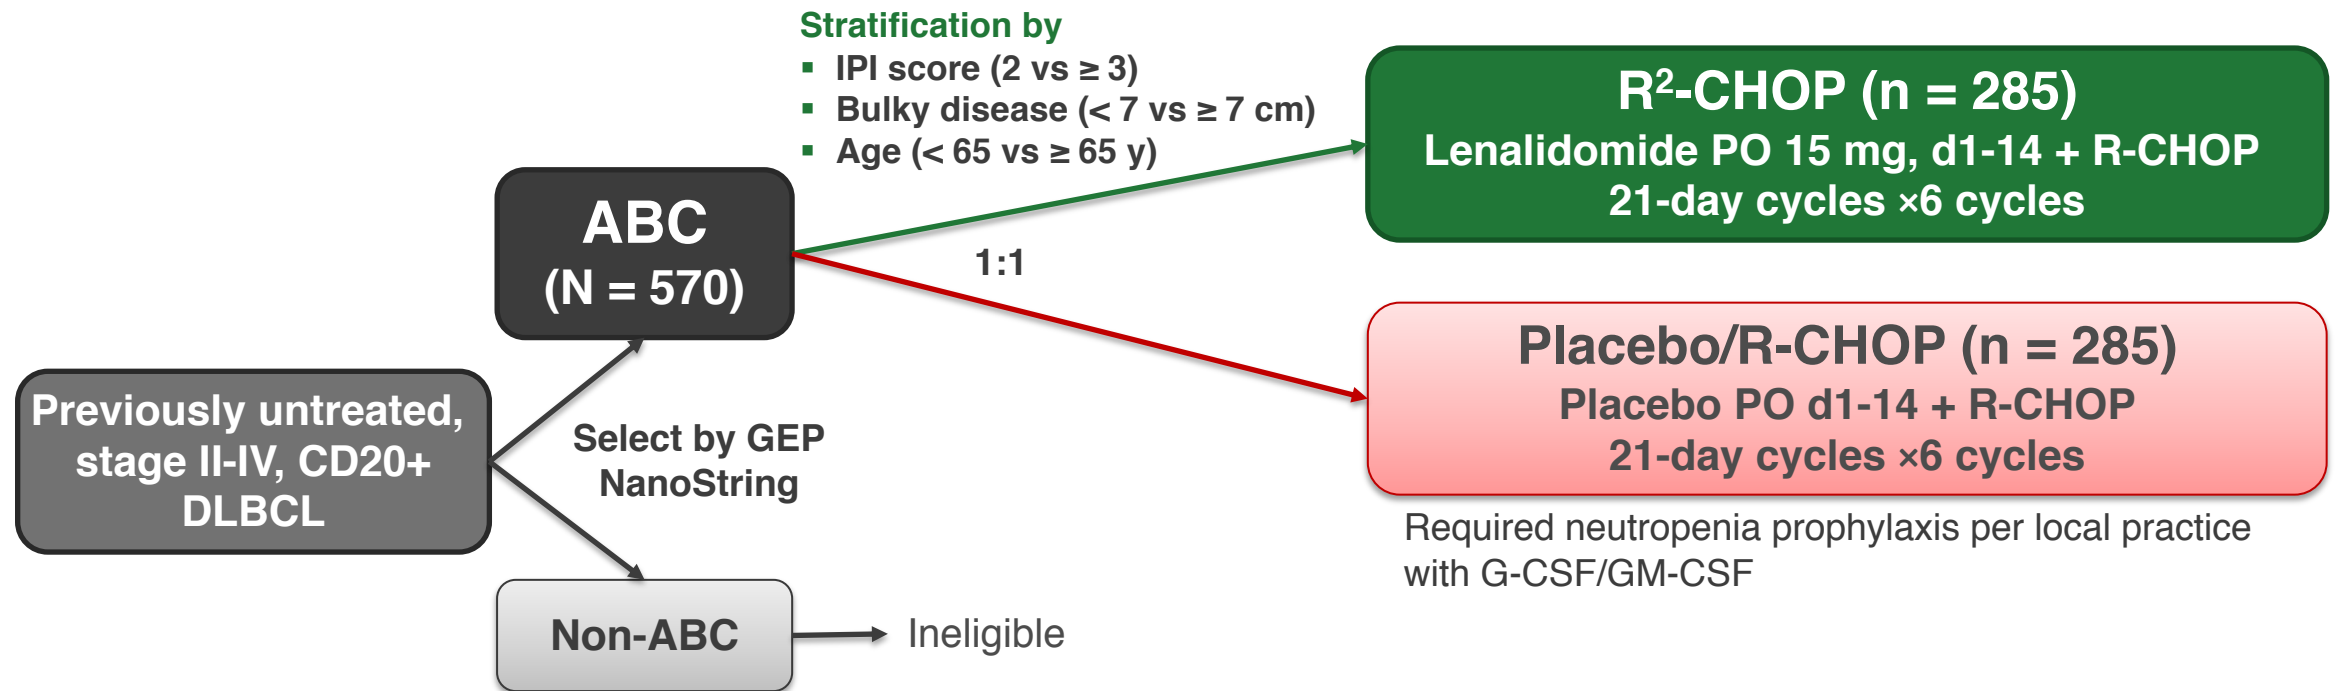 Stratification by
▪ IPI score (2 vs ≥ 3)
▪ Bulky disease (< 7 vs ≥ 7 cm)
▪ Age (< 65 vs ≥ 65 y)
R²-CHOP (n = 285)
Lenalidomide PO 15 mg, d1-14 + R-CHOP
21-day cycles ×6 cycles
ABC
(N = 570)
1:1
Placebo/R-CHOP (n = 285)
Placebo PO d1-14 + R-CHOP
21-day cycles ×6 cycles
Previously untreated,
stage II-IV, CD20+
DLBCL
Select by GEP
NanoString
Required neutropenia prophylaxis per local practice
with G-CSF/GM-CSF
Non-ABC
Ineligible